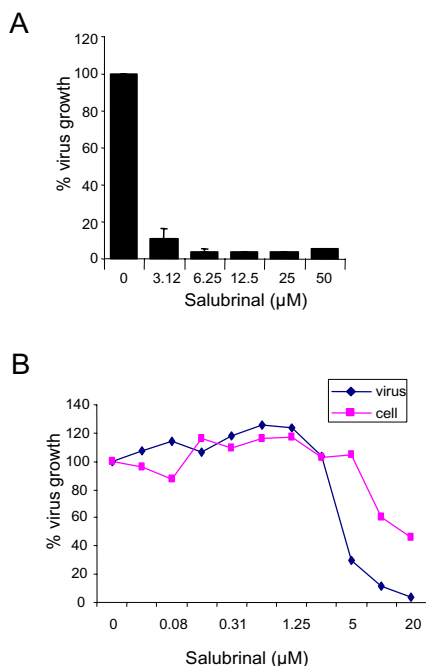 A
% virus growth
120
100
80
60
40
20
0
0 3.12 6.25 12.5 25 50
Salubrinal (µM)
B
virus
cell
% virus growth
140
120
100
80
60
40
20
0
0 0.08 0.31 1.25 5 20
Salubrinal (µM)